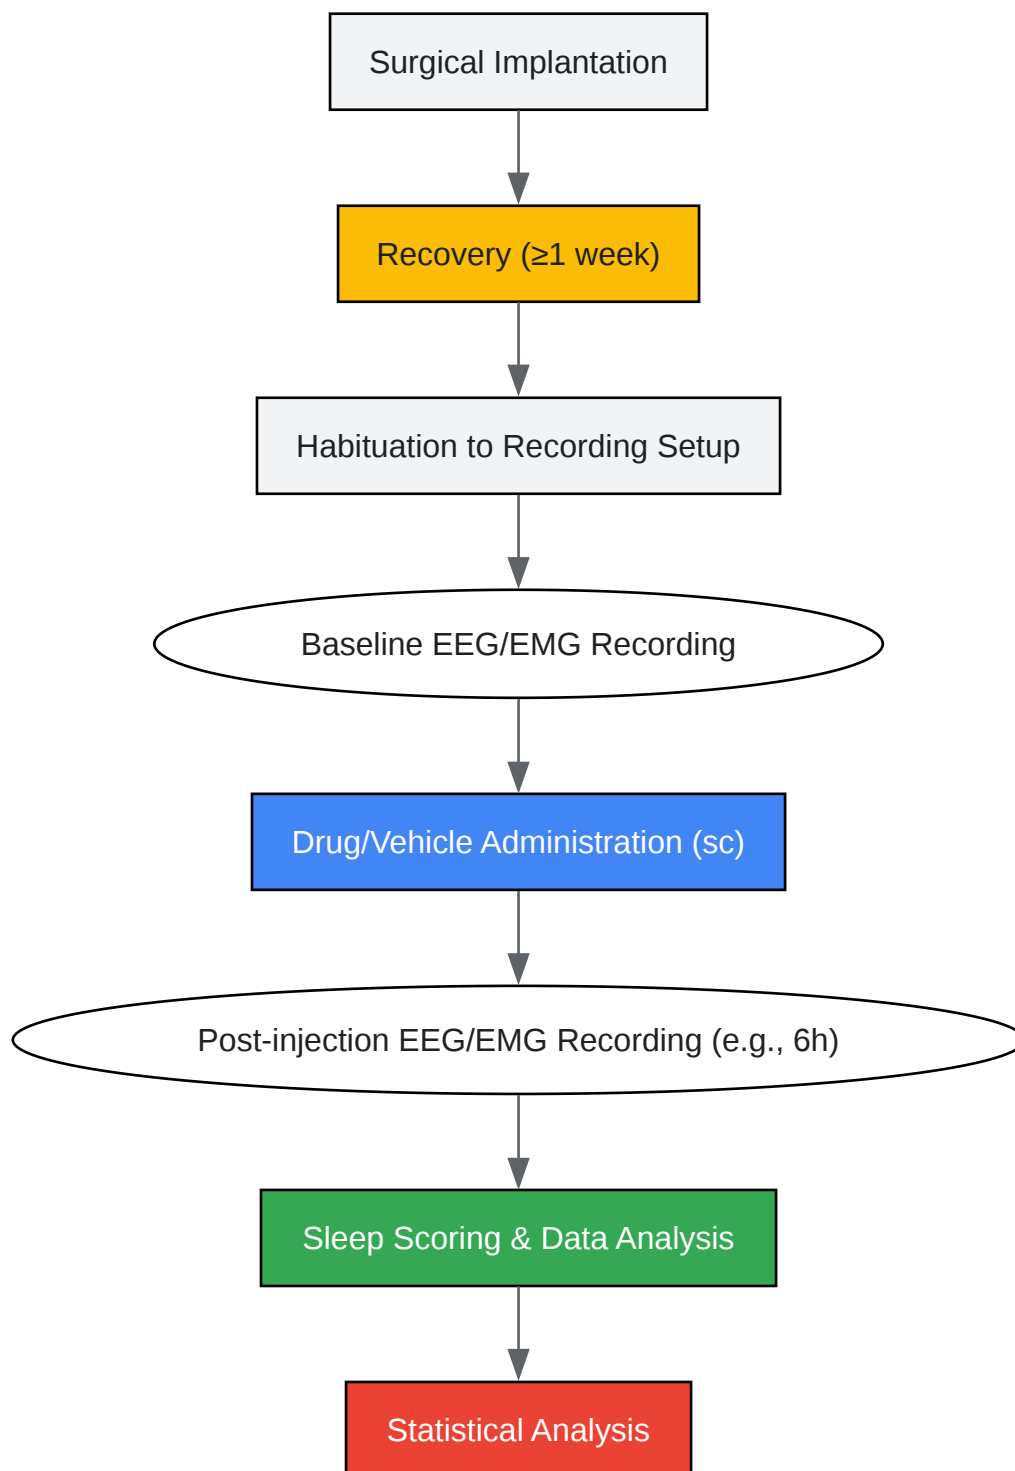 Surgical Implantation
Recovery (≥1 week)
Habituation to Recording Setup
Baseline EEG/EMG Recording
Drug/Vehicle Administration (sc)
Post-injection EEG/EMG Recording (e.g., 6h)
Sleep Scoring & Data Analysis
Statistical Analysis